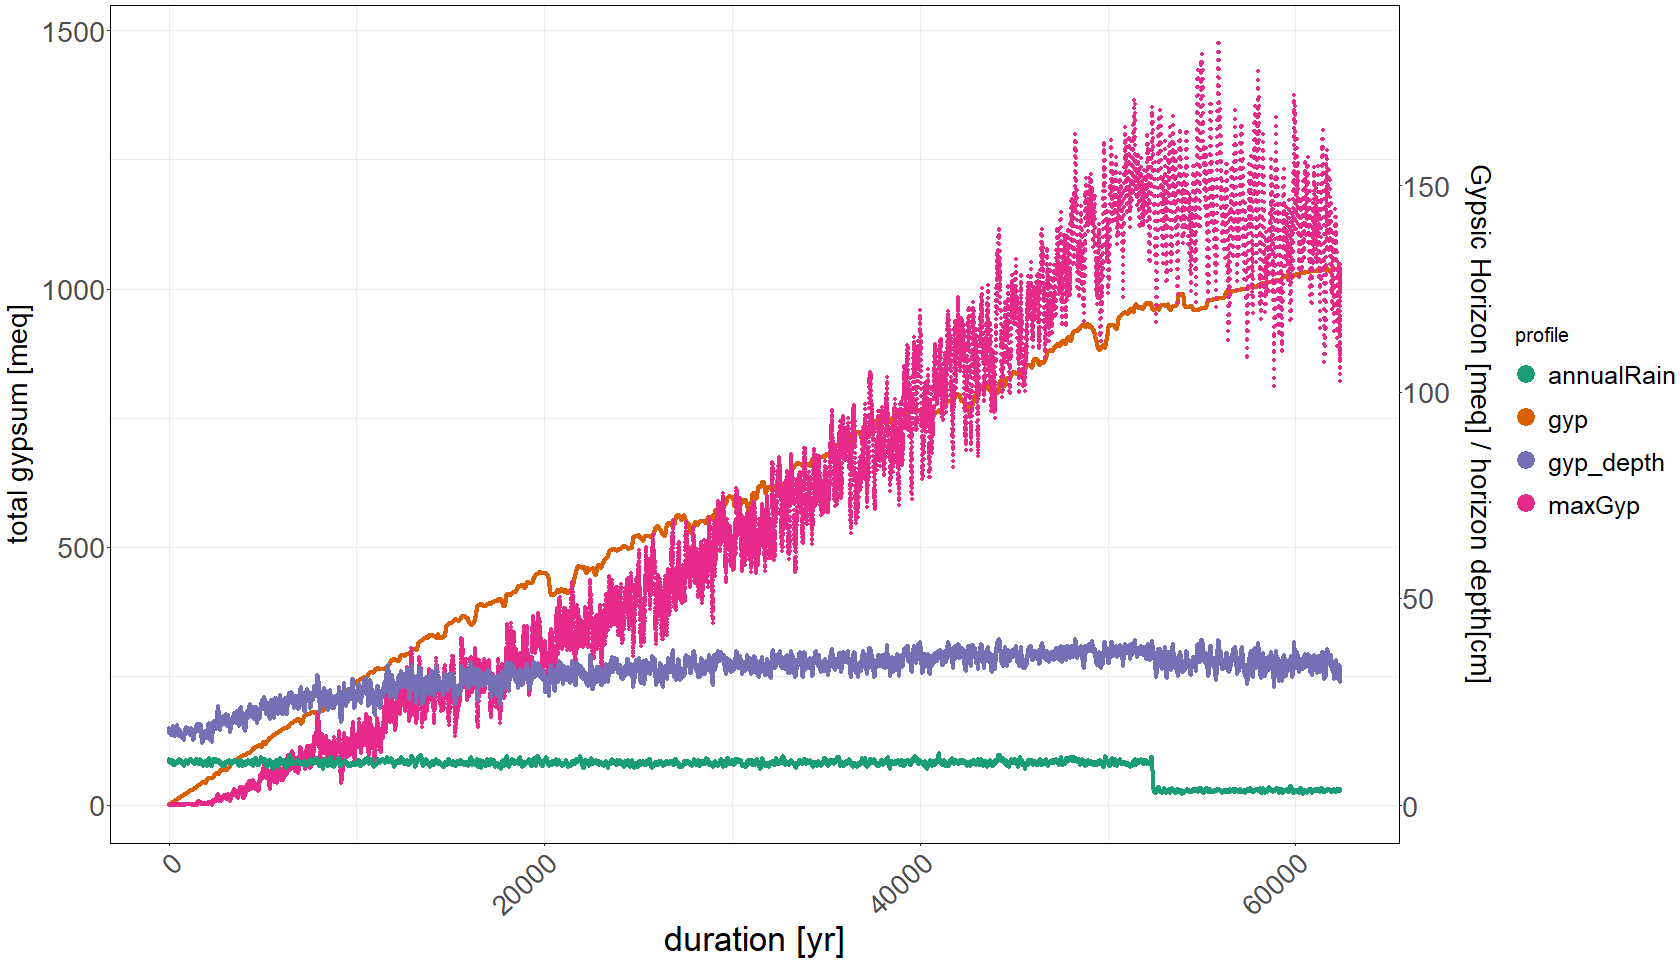 total gypsum [meq]
1500
1000
500
0
150
100
50
0
Gypsic Horizon [meq] / horizon depth[cm]
0
20000
40000
60000
duration [yr]
profile
annualRain
gyp
gyp_depth
maxGyp